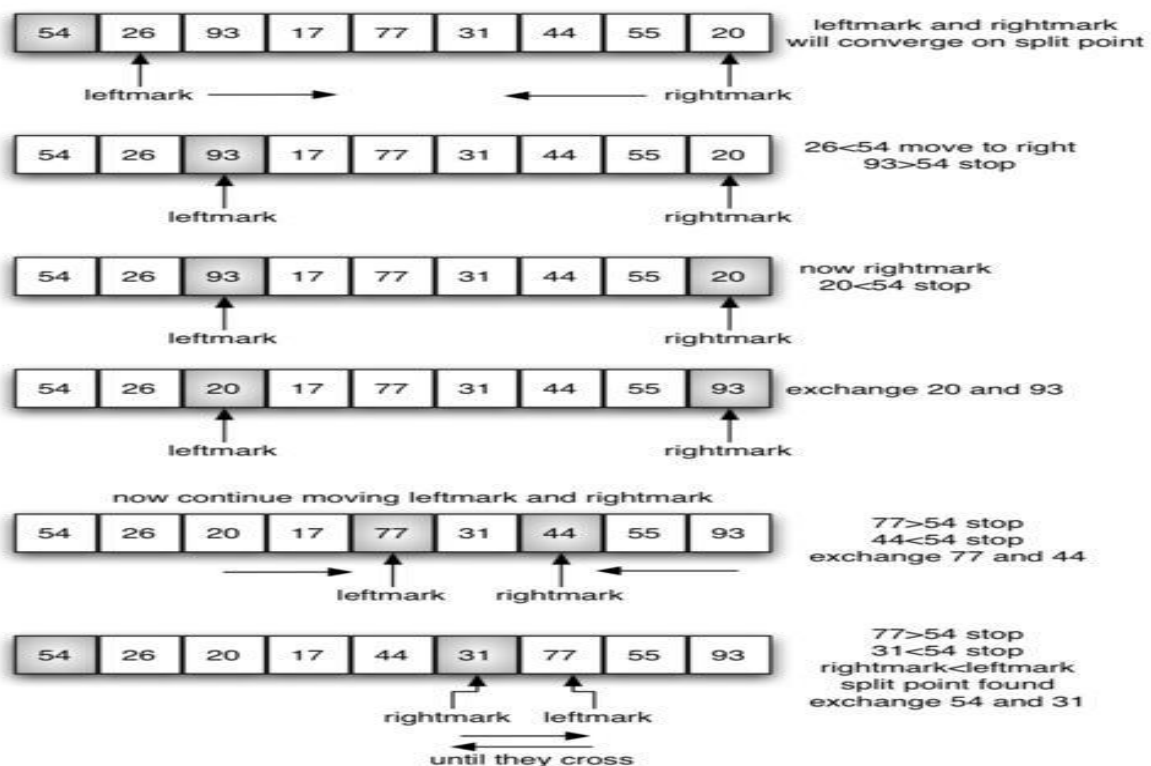 54 26 93 17 77 31 44 55 20
leftmark and rightmark
will converge on split point
leftmark rightmark
54 26 93 17 77 31 44 55 20
26<54 move to right
93>54 stop
leftmark rightmark
54 26 93 17 77 31 44 55 20
now rightmark
20<54 stop
leftmark rightmark
54 26 20 17 77 31 44 55 93
exchange 20 and 93
leftmark rightmark
now continue moving leftmark and rightmark
54 26 20 17 77 31 44 55 93
77>54 stop
44<54 stop
exchange 77 and 44
leftmark rightmark
54 26 20 17 44 31 77 55 93
77>54 stop
31<54 stop
rightmark<leftmark
split point found
exchange 54 and 31
rightmark leftmark
until they cross